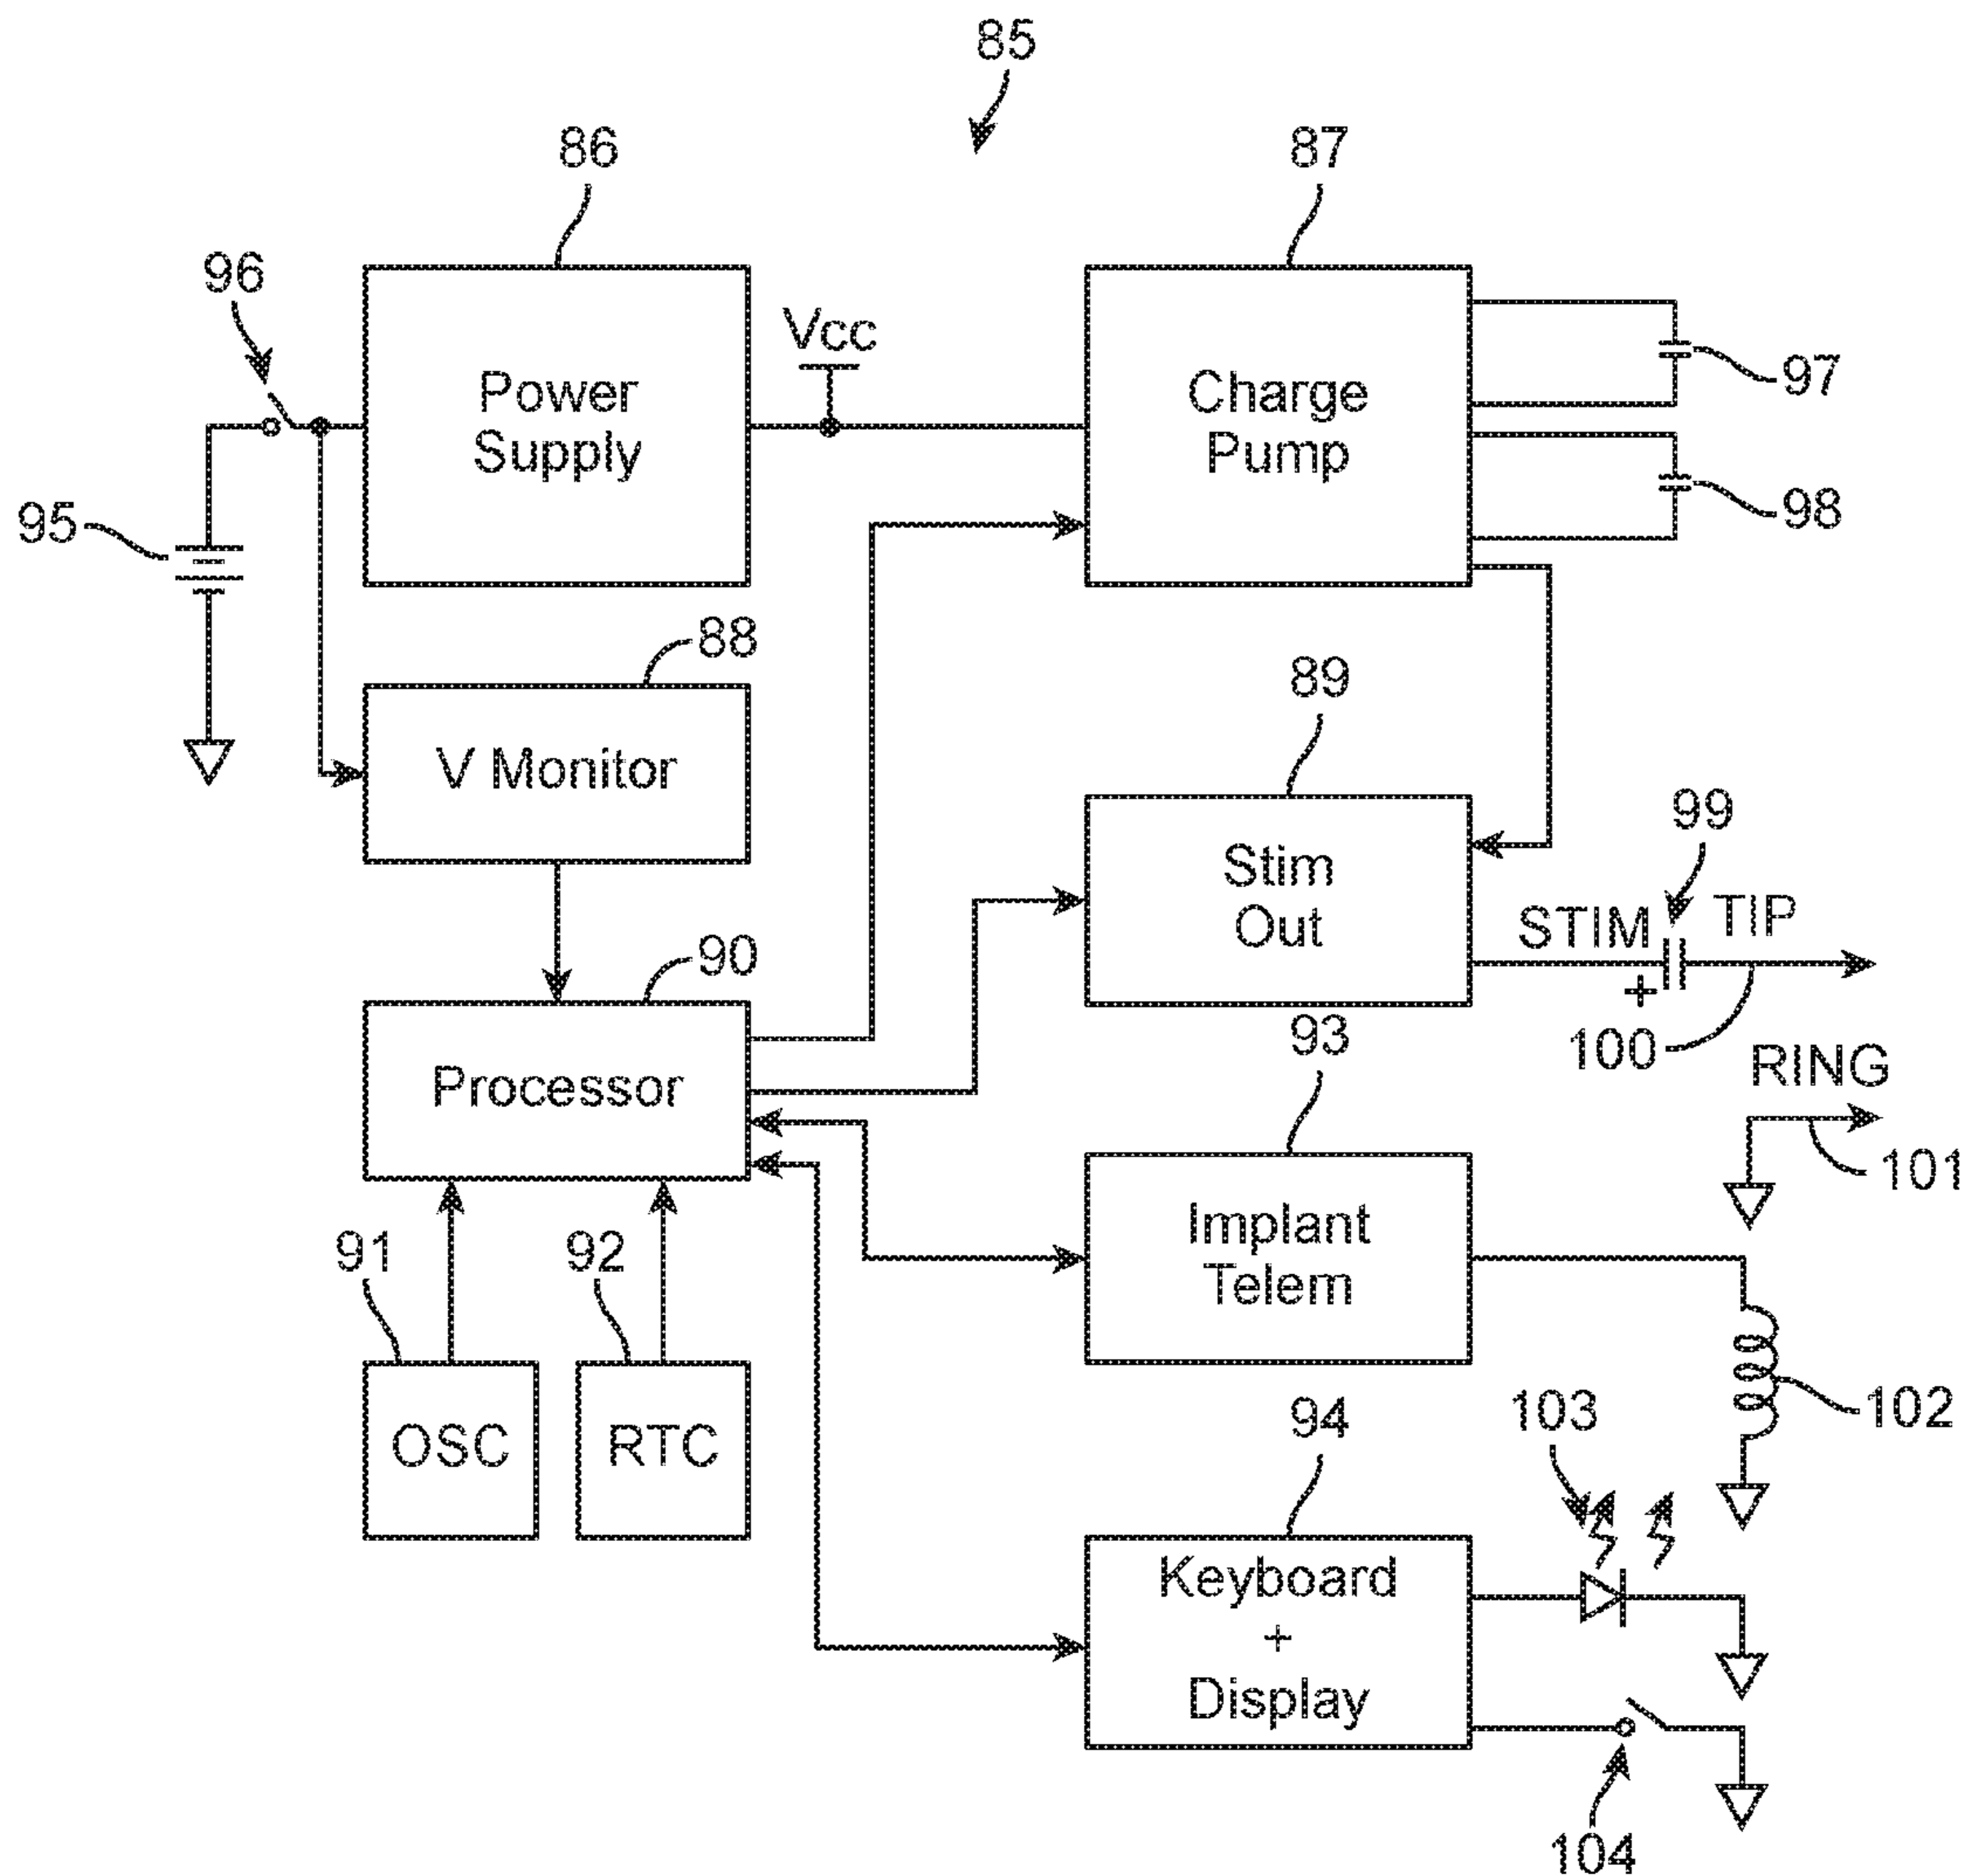 85
86
87
96
Vcc
Power
Supply
Charge
Pump
97
98
95
88
V Monitor
89
Stim
Out
99
STIM
TIP
+
100
90
Processor
93
RING
101
Implant
Telem
91
92
OSC
RTC
102
103
94
Keyboard
+
Display
104